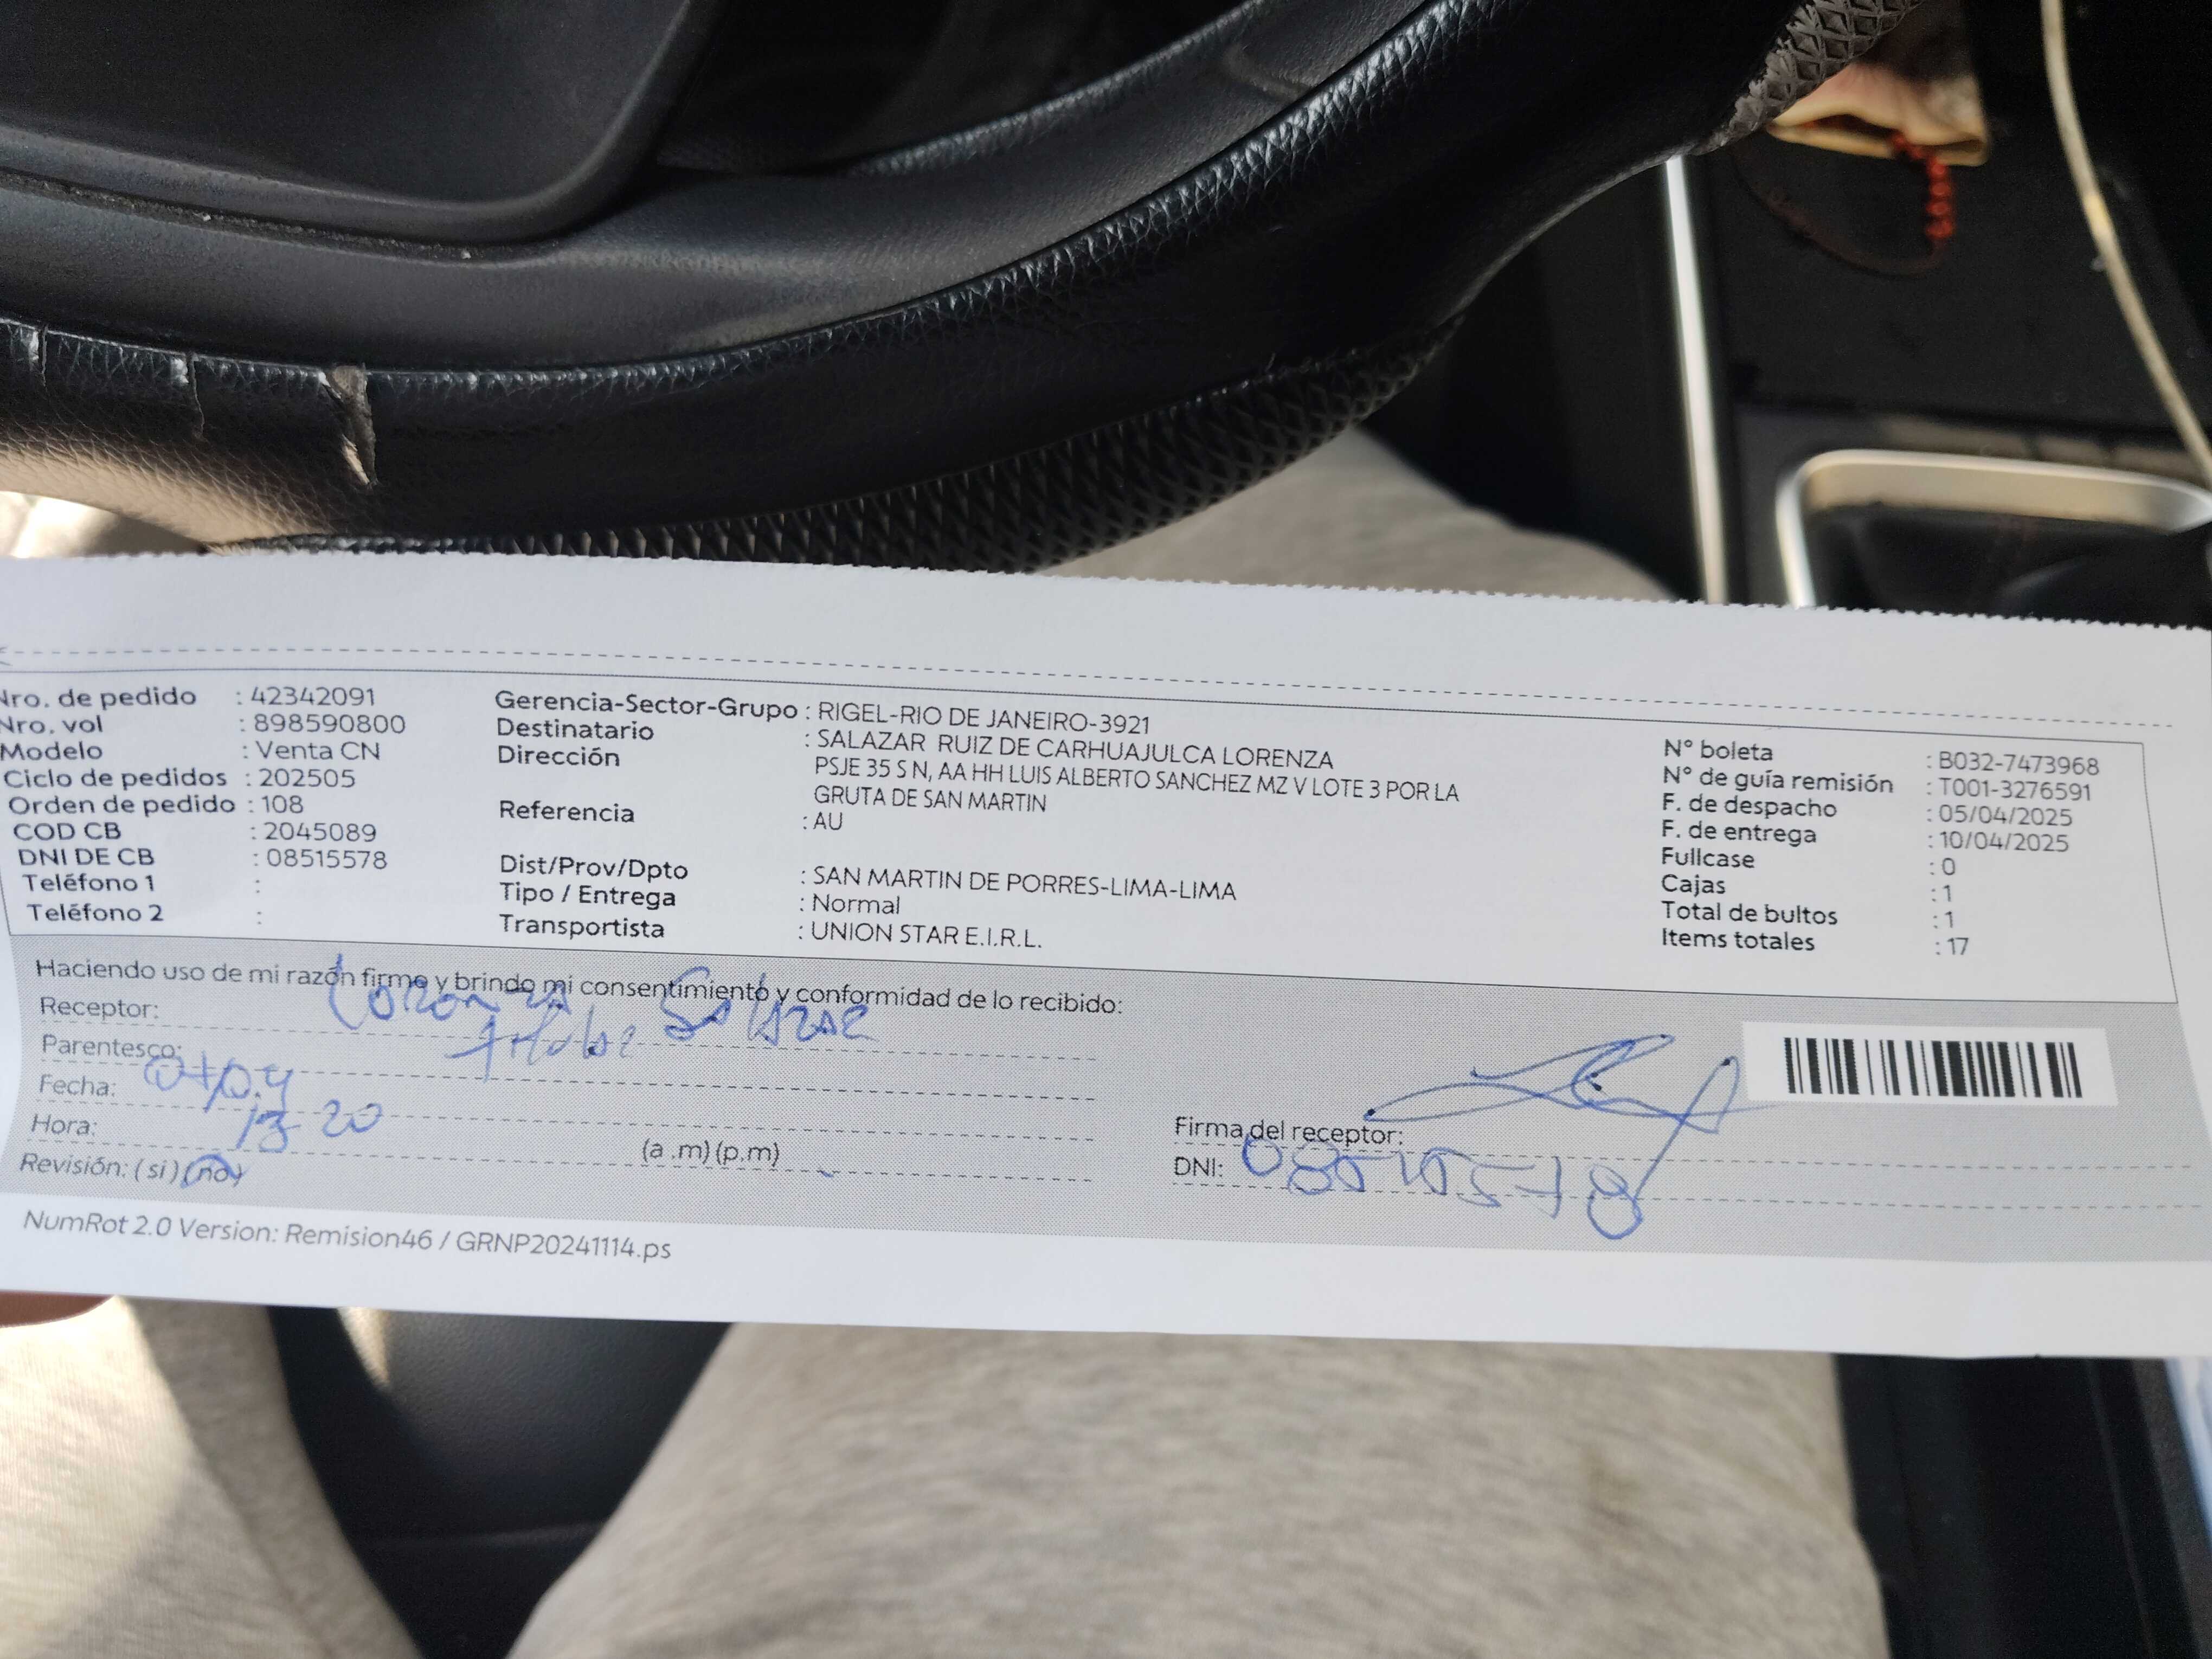 Nro. de pedido : 42342091
Nro. vol : 898590800
Modelo : Venta CN
Ciclo de pedidos : 202505
Orden de pedido : 108
COD CB : 2045089
DNI DE CB : 08515578
Teléfono 1 :
Teléfono 2 :
Gerencia-Sector-Grupo : RIGEL-RIO DE JANEIRO-3921
Destinatario : SALAZAR RUIZ DE CARHUAJULCA LORENZA
Dirección PSJE 35 S N, AA HH LUIS ALBERTO SANCHEZ MZ V LOTE 3 POR LA
GRUTA DE SAN MARTIN
Referencia : AU
Dist/Prov/Dpto : SAN MARTIN DE PORRES-LIMA-LIMA
Tipo / Entrega : Normal
Transportista : UNION STAR E.I.R.L.
N° boleta : B032-7473968
N° de guía remisión : T001-3276591
F. de despacho : 05/04/2025
F. de entrega : 10/04/2025
Fullcase : 0
Cajas : 1
Total de bultos : 1
Items totales : 17
Haciendo uso de mi razón firmo y brindo mi consentimiento y conformidad de lo recibido:
Receptor:
Parentesco:
Fecha:
Hora: 13 20 (a .m) (p.m)
Revisión: (si) (no)
Firma del receptor:
DNI: 08515578
NumRot 2.0 Version: Remision46 / GRNP20241114.ps